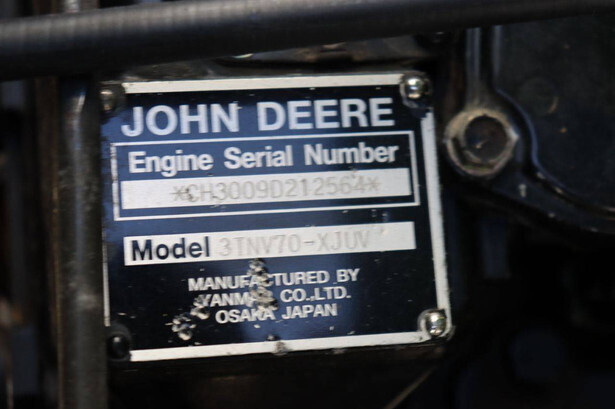 JOHN DEERE
Engine Serial Number
*CH3009D212564*
Model 3TNV70-XJUV
MANUFACTURED BY
YANMAR CO.,LTD.
OSAKA JAPAN